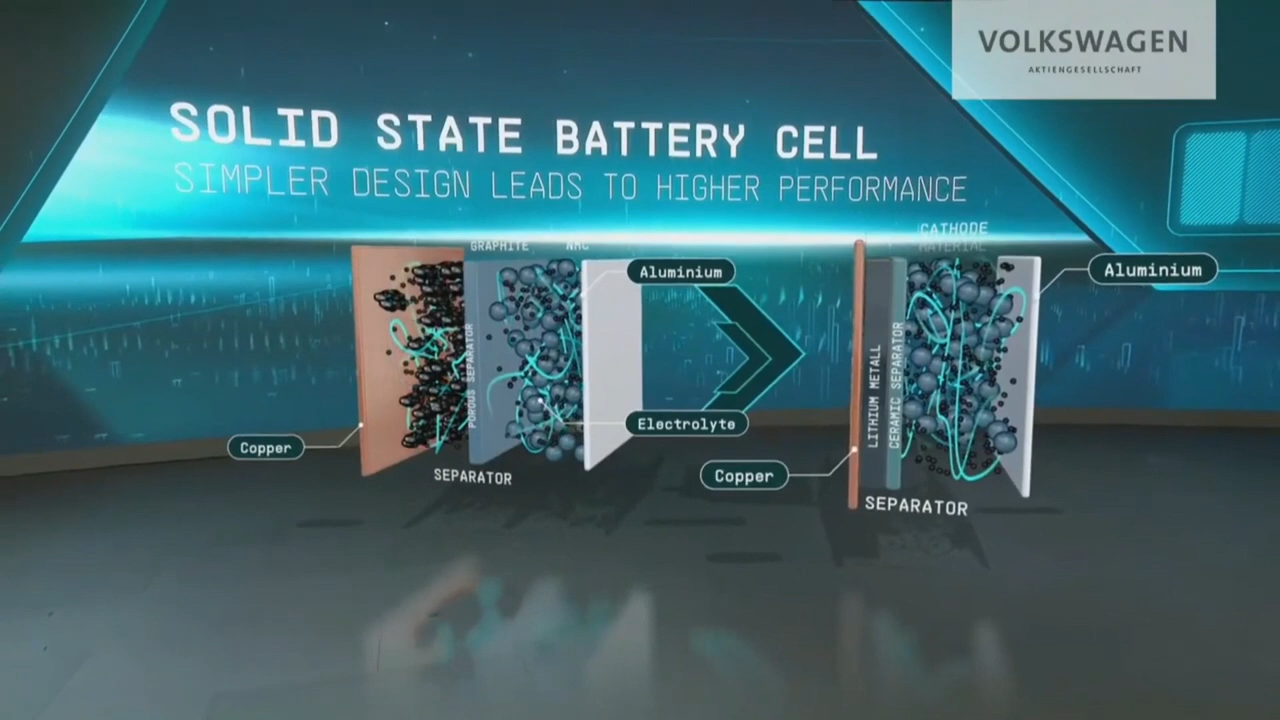 VOLKSWAGEN
AKTIENGESELLSCHAFT
SOLID STATE BATTERY CELL
SIMPLER DESIGN LEADS TO HIGHER PERFORMANCE
GRAPHITE
NMC
Aluminium
POROUS SEPARATOR
Electrolyte
Copper
SEPARATOR
CATHODE
MATERIAL
Aluminium
LITHIUM METALL
CERAMIC SEPARATOR
Copper
SEPARATOR